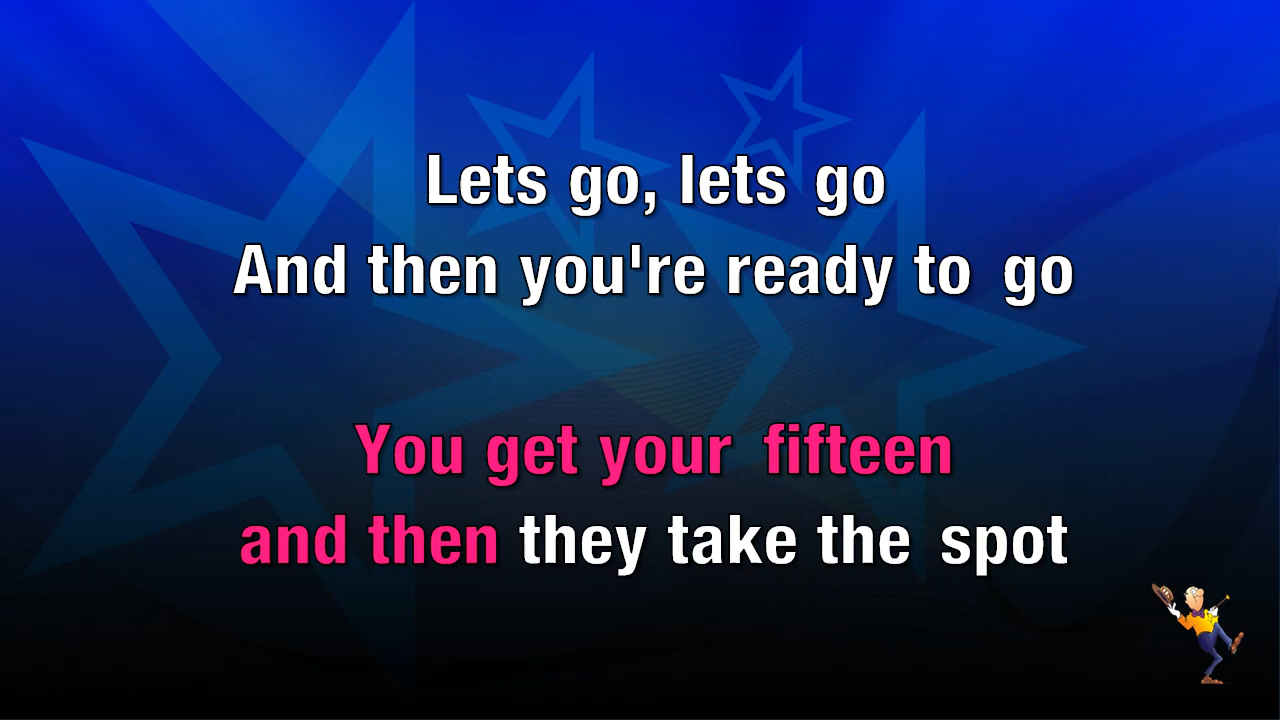 Lets go, lets go
And then you're ready to go
You get your fifteen
and then they take the spot